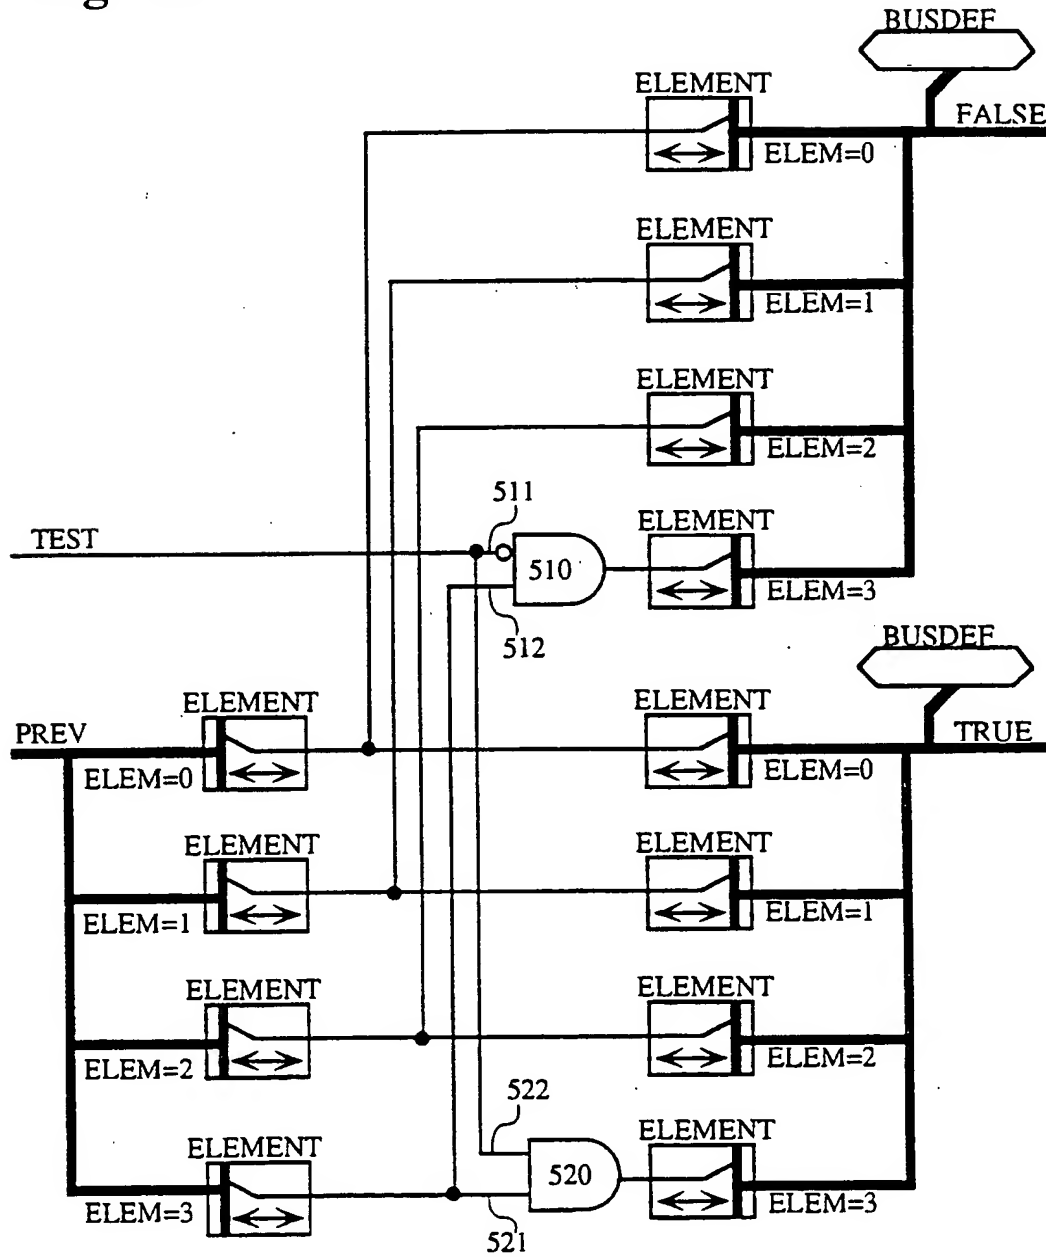 BUSDEF
ELEMENT
FALSE
ELEM=0
ELEMENT
ELEM=1
ELEMENT
ELEM=2
511
ELEMENT
TEST
510
ELEM=3
512
BUSDEF
ELEMENT
ELEMENT
PREV
TRUE
ELEM=0
ELEM=0
ELEMENT
ELEMENT
ELEM=1
ELEM=1
ELEMENT
ELEMENT
ELEM=2
ELEM=2
522
ELEMENT
ELEMENT
520
ELEM=3
ELEM=3
521